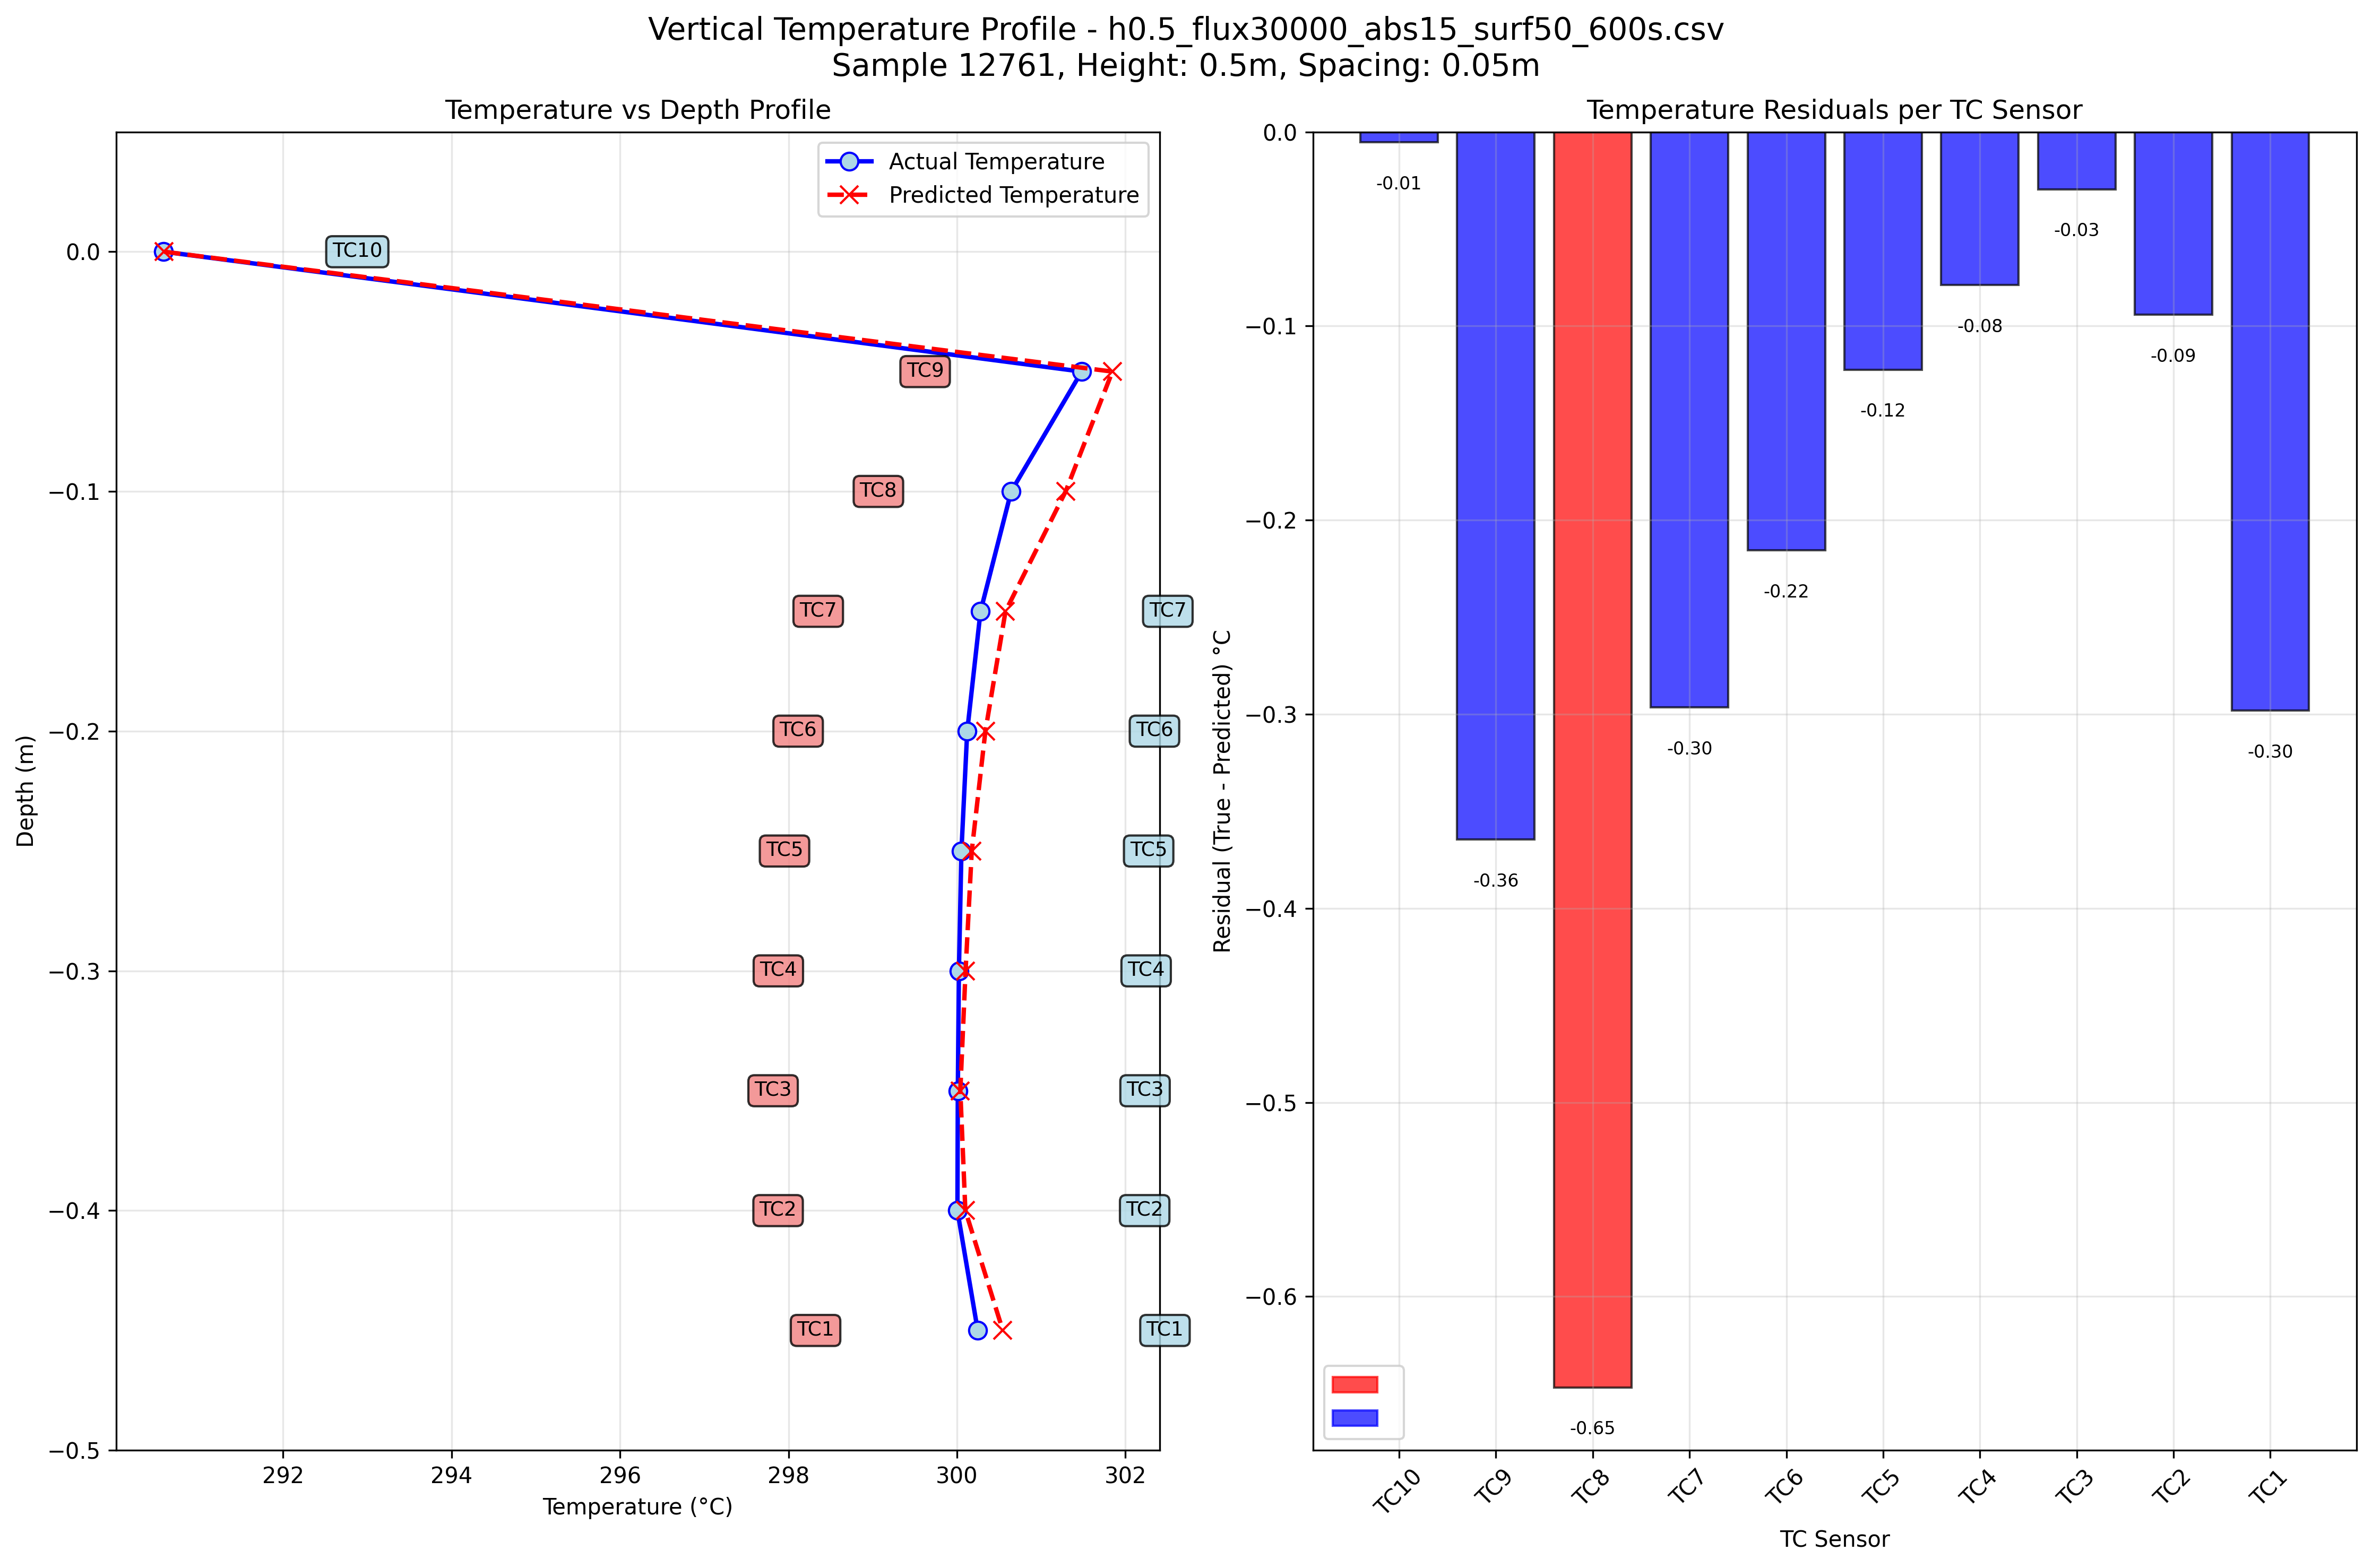 Vertical Temperature Profile - h0.5_flux30000_abs15_surf50_600s.csv
Sample 12761, Height: 0.5m, Spacing: 0.05m
Temperature vs Depth Profile
Actual Temperature
Predicted Temperature
TC10
TC9
TC8
TC7 TC7
TC6 TC6
TC5 TC5
TC4 TC4
TC3 TC3
TC2 TC2
TC1 TC1
0.0
−0.1
−0.2
−0.3
−0.4
−0.5
Depth (m)
292 294 296 298 300 302
Temperature (°C)
Temperature Residuals per TC Sensor
0.0
−0.1
−0.2
−0.3
−0.4
−0.5
−0.6
Residual (True - Predicted) °C
-0.01
-0.36
-0.65
-0.30
-0.22
-0.12
-0.08
-0.03
-0.09
-0.30
TC10 TC9 TC8 TC7 TC6 TC5 TC4 TC3 TC2 TC1
TC Sensor